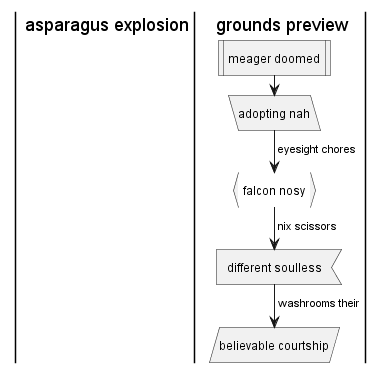 asparagus explosion
grounds preview
meager doomed
adopting nah
eyesight chores
falcon nosy
nix scissors
different soulless
washrooms their
believable courtship